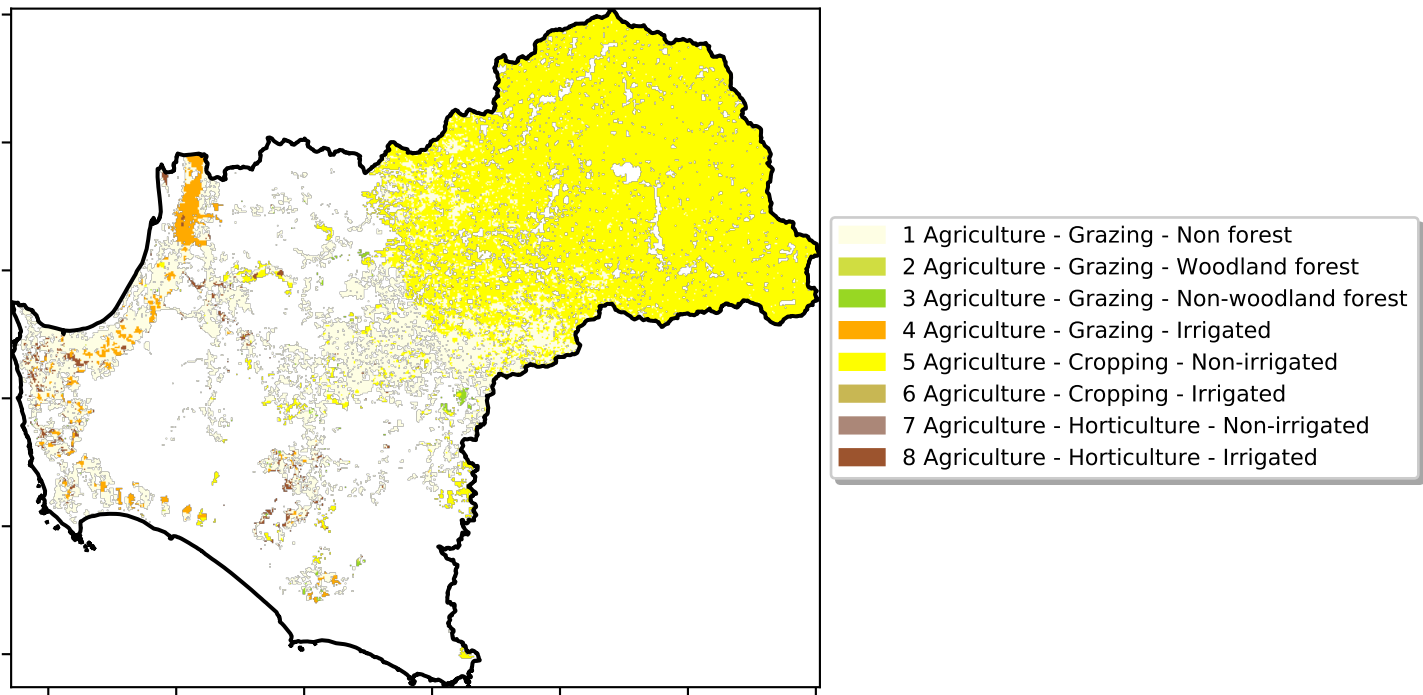 1 Agriculture - Grazing - Non forest
2 Agriculture - Grazing - Woodland forest
3 Agriculture - Grazing - Non-woodland forest
4 Agriculture - Grazing - Irrigated
5 Agriculture - Cropping - Non-irrigated
6 Agriculture - Cropping - Irrigated
7 Agriculture - Horticulture - Non-irrigated
8 Agriculture - Horticulture - Irrigated